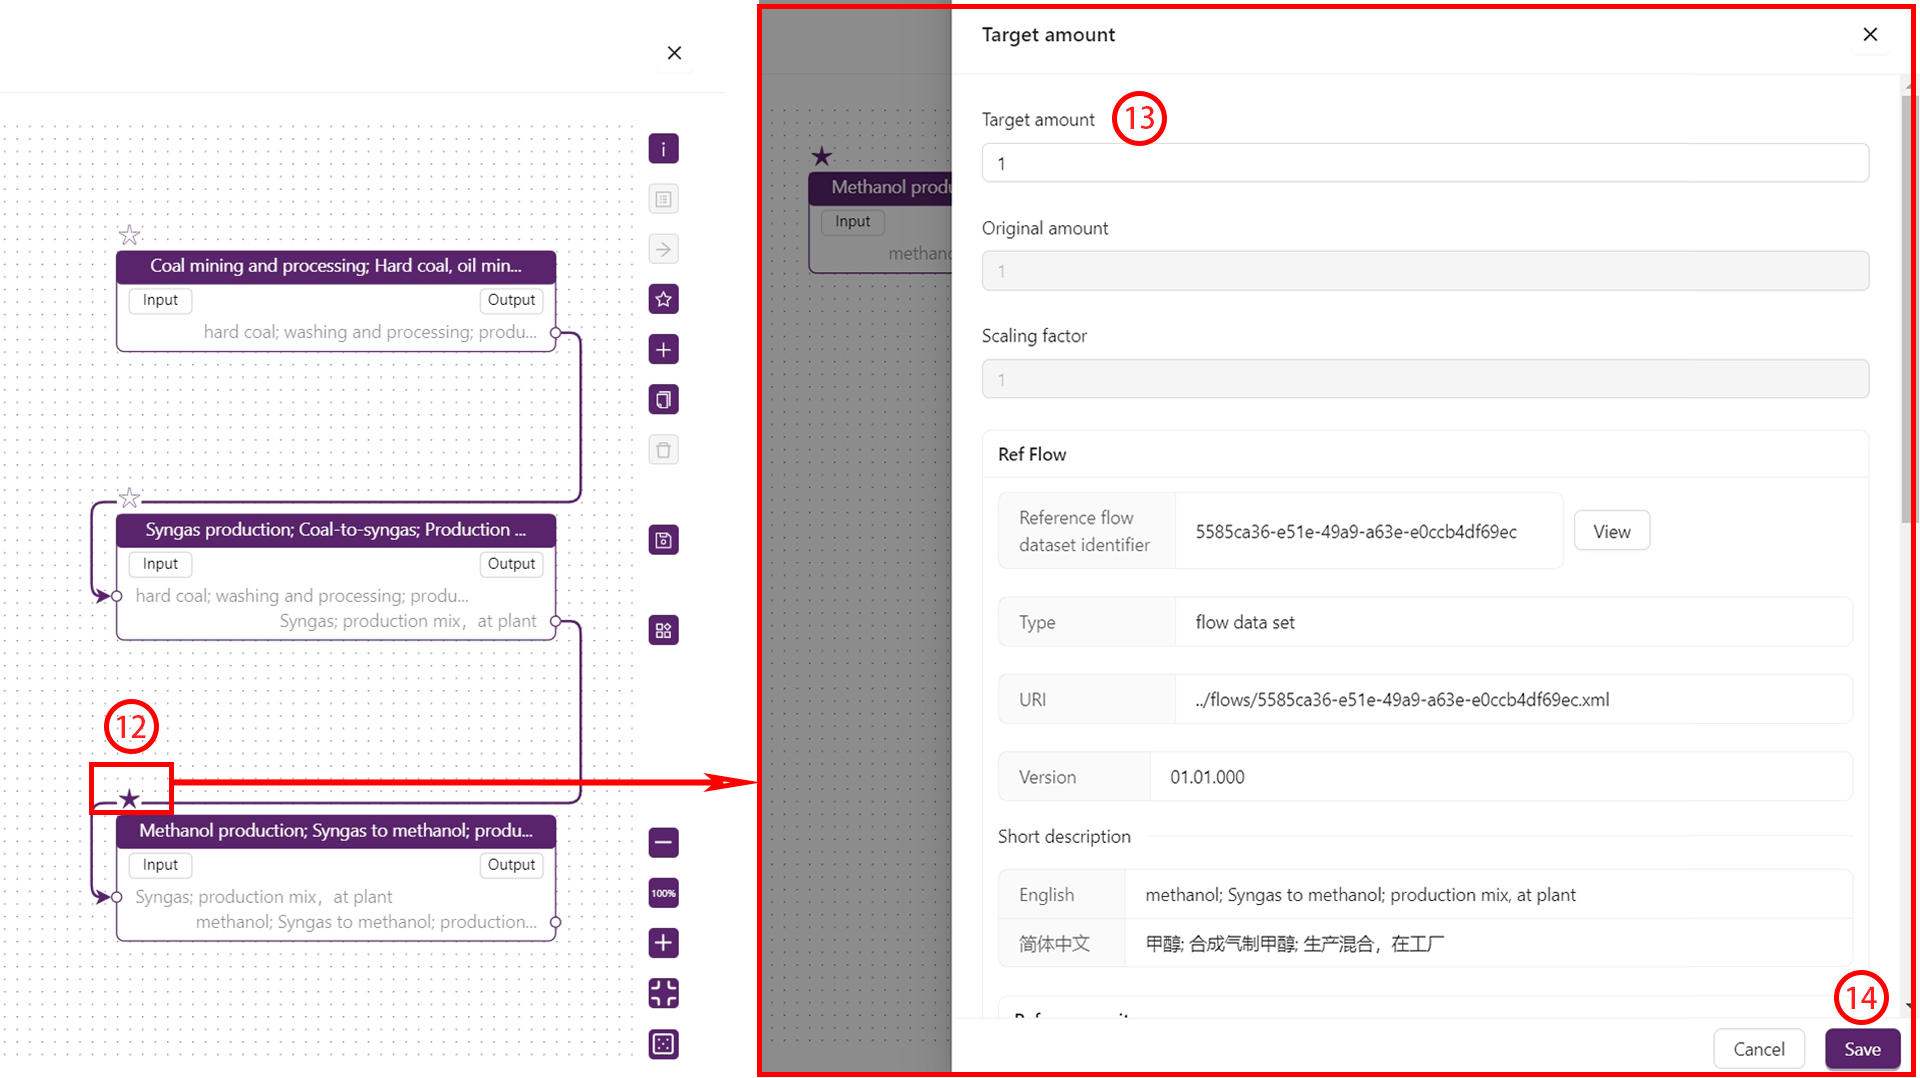 Coal mining and processing; Hard coal, oil min...
Input
Output
hard coal; washing and processing; produ...
Syngas production; Coal-to-syngas; Production ...
Input
Output
hard coal; washing and processing; produ...
Syngas; production mix，at plant
12
Methanol production; Syngas to methanol; produ...
Input
Output
Syngas; production mix，at plant
methanol; Syngas to methanol; production...
100%
Methanol produ
Input
methano
Target amount
Target amount
13
1
Original amount
1
Scaling factor
1
Ref Flow
Reference flow
dataset identifier
5585ca36-e51e-49a9-a63e-e0ccb4df69ec
View
Type
flow data set
URI
../flows/5585ca36-e51e-49a9-a63e-e0ccb4df69ec.xml
Version
01.01.000
Short description
English
methanol; Syngas to methanol; production mix, at plant
简体中文
甲醇; 合成气制甲醇; 生产混合，在工厂
14
Cancel
Save